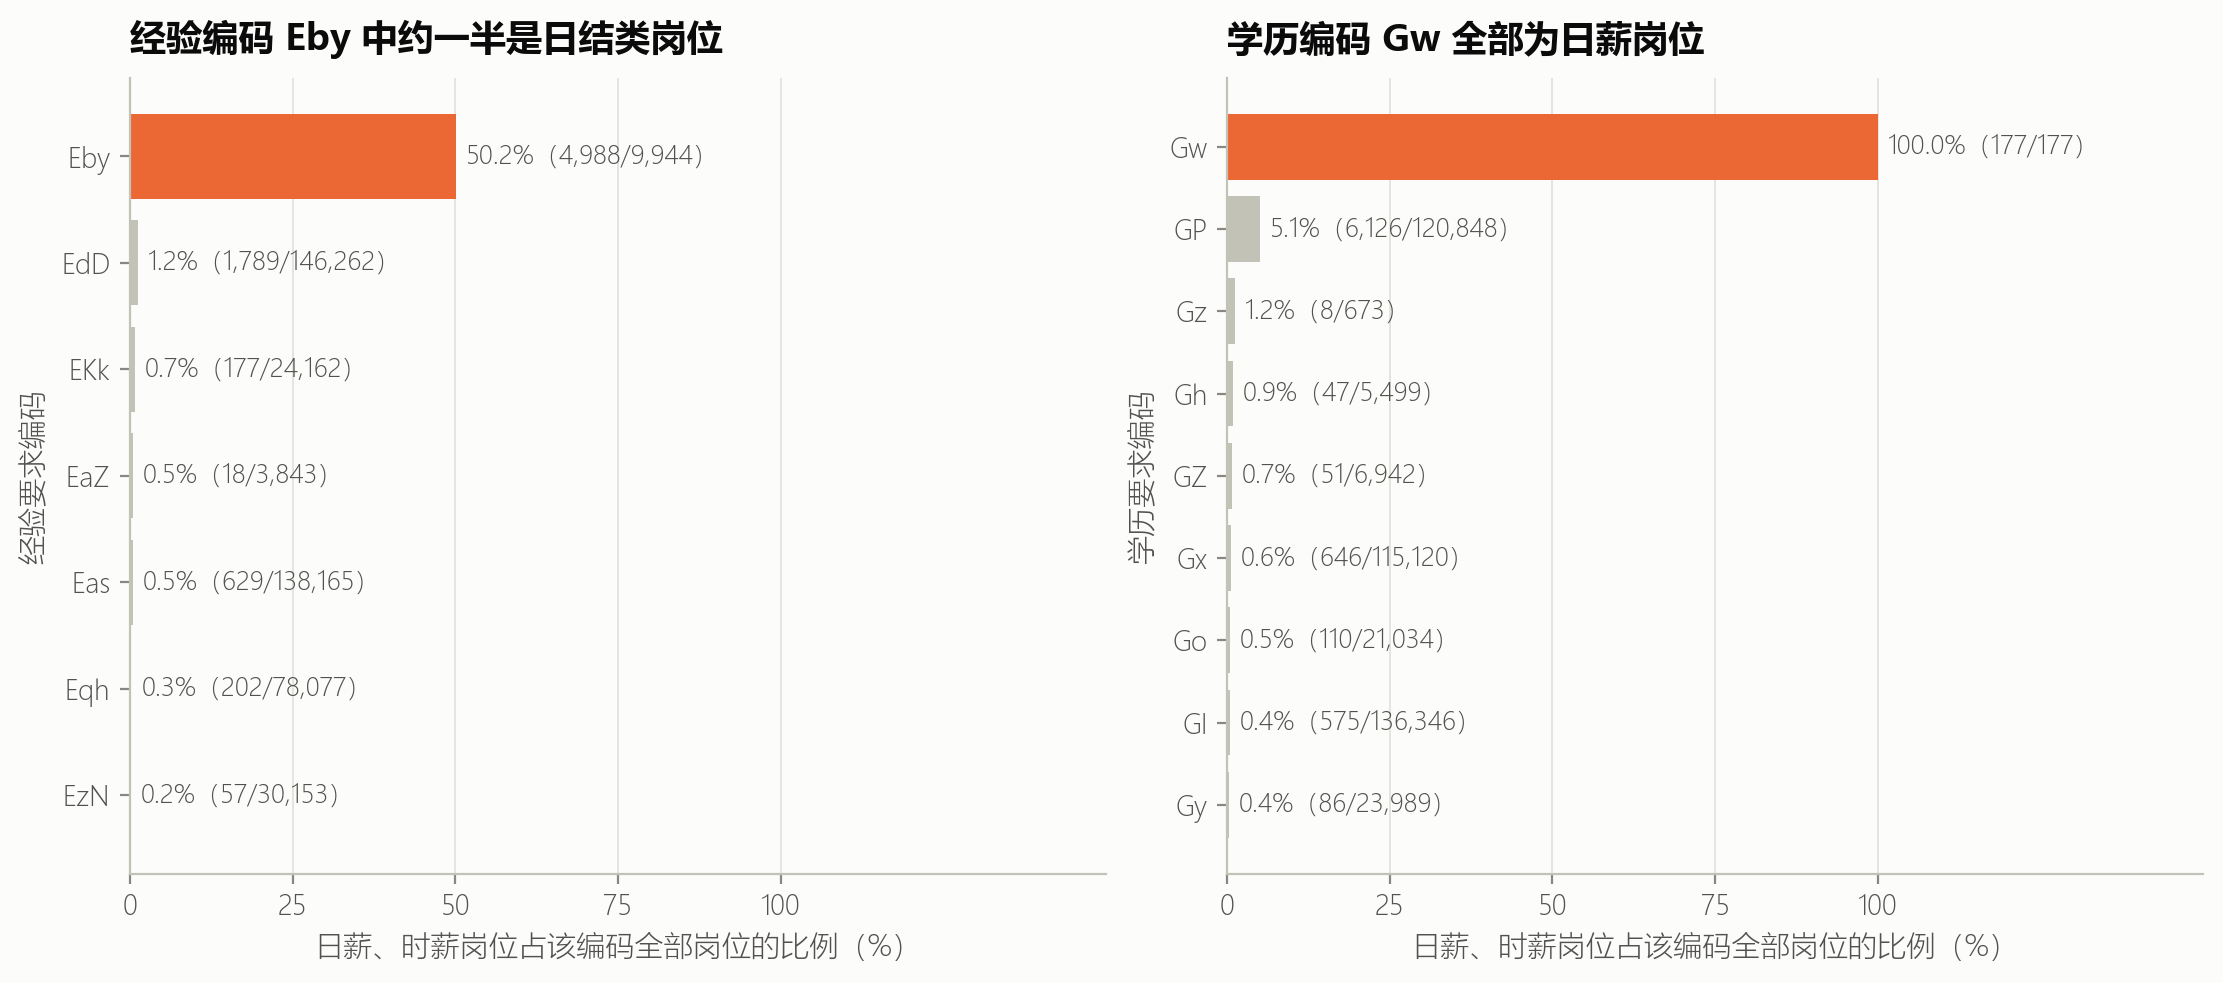 经验编码 Eby 中约一半是日结类岗位
经验要求编码
Eby 50.2%（4,988/9,944）
EdD 1.2%（1,789/146,262）
EKk 0.7%（177/24,162）
EaZ 0.5%（18/3,843）
Eas 0.5%（629/138,165）
Eqh 0.3%（202/78,077）
EzN 0.2%（57/30,153）
0 25 50 75 100
日薪、时薪岗位占该编码全部岗位的比例（%）
学历编码 Gw 全部为日薪岗位
学历要求编码
Gw 100.0%（177/177）
GP 5.1%（6,126/120,848）
Gz 1.2%（8/673）
Gh 0.9%（47/5,499）
GZ 0.7%（51/6,942）
Gx 0.6%（646/115,120）
Go 0.5%（110/21,034）
Gl 0.4%（575/136,346）
Gy 0.4%（86/23,989）
0 25 50 75 100
日薪、时薪岗位占该编码全部岗位的比例（%）